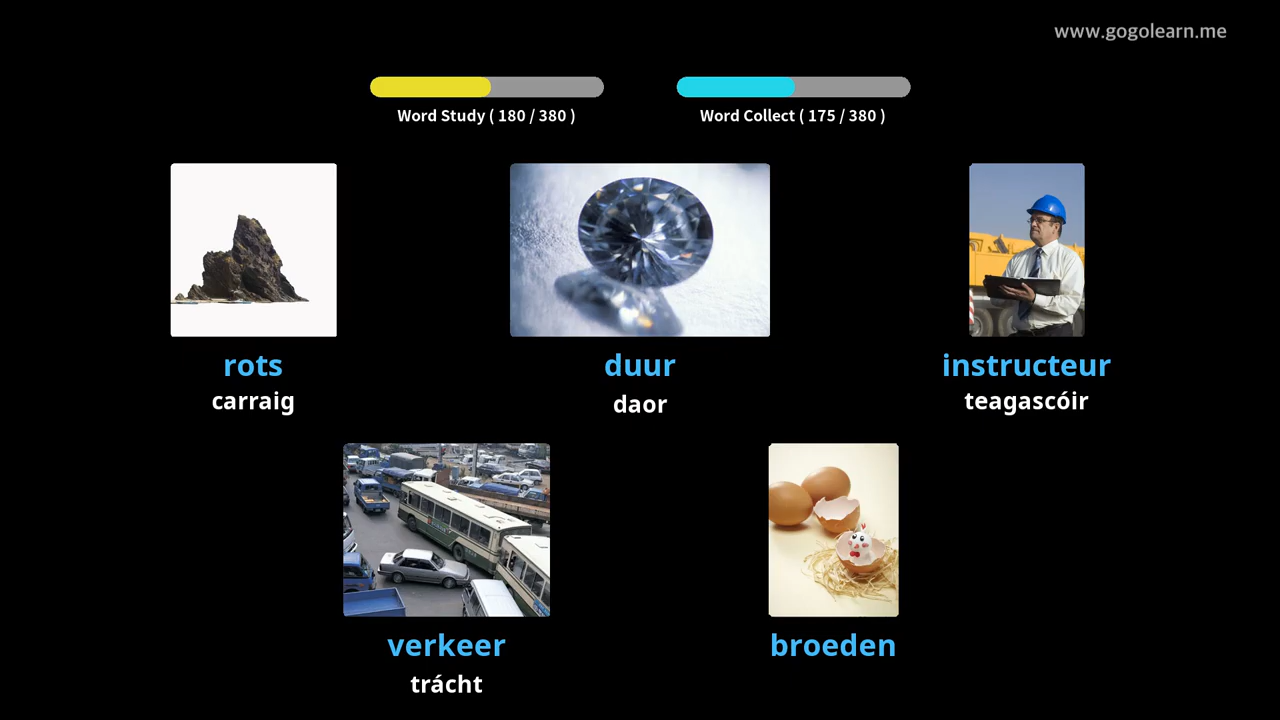 www.gogolearn.me
Word Study ( 180 / 380 )
Word Collect ( 175 / 380 )
rots
carraig
duur
daor
instructeur
teagascóir
verkeer
trácht
broeden